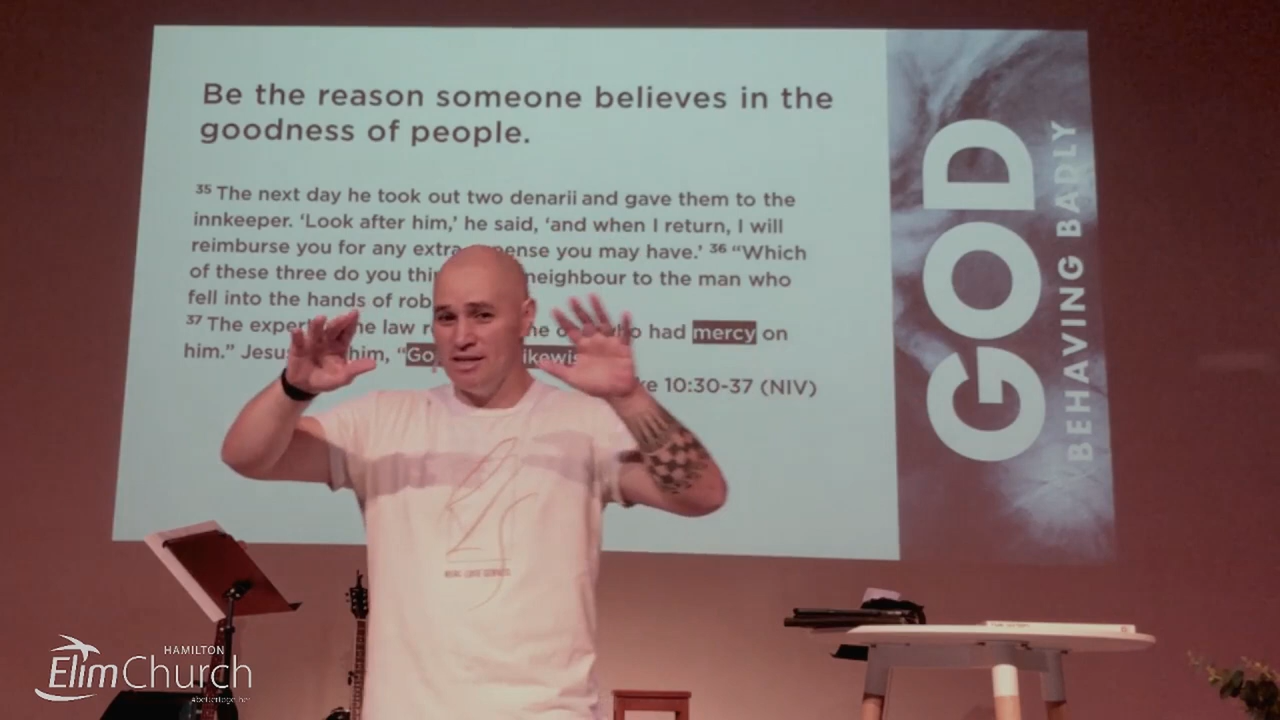 Be the reason someone believes in the
goodness of people.
35 The next day he took out two denarii and gave them to the
innkeeper. ‘Look after him,’ he said, ‘and when I return, I will
reimburse you for any extra ense you may have.’ 36 “Which
of these three do you thi neighbour to the man who
fell into the hands of rob
37 The exper he law r he o ho had mercy on
him.” Jesu him, “Go ikewis
ke 10:30-37 (NIV)
GOD
BEHAVING BADLY
HAMILTON
ElimChurch
#abettertogether